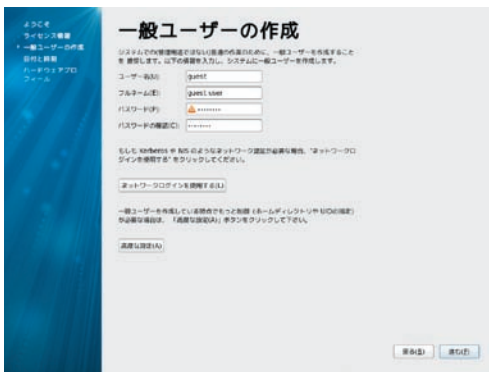 ようこそ
ライセンス情報
一般ユーザーの作成
日付と時刻
ハードウェアプロ
ファイル
一般ユーザーの作成
システムでの(管理用途ではない)普通の作業のために、一般ユーザーを作成すること
を 推奨します。以下の情報を入力し、システムに一般ユーザーを作成します。
ユーザー名(U):
guest
フルネーム(E):
guest user
パスワード(P):
パスワードの確認(C):
もしも Kerberos や NIS のようなネットワーク認証が必要な場合、"ネットワークロ
グインを使用する" をクリックしてください。
ネットワークログインを使用する(L)
一般ユーザーを作成している時点でもっと制御 (ホームディレクトリや UIDの指定)
が必要な場合は、「高度な設定(A)」ボタンをクリックして下さい。
高度な設定(A)
戻る(B)
進む(F)